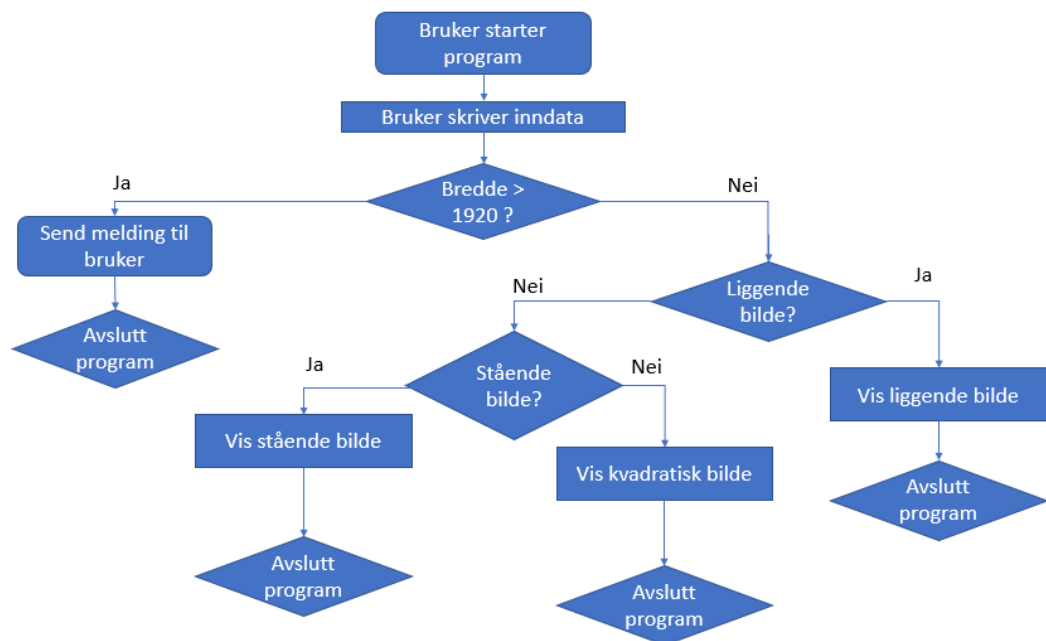 Bruker starter
program
Bruker skriver inndata
Ja
Nei
Bredde >
1920 ?
Send melding til
bruker
Nei
Ja
Liggende
bilde?
Avslutt
program
Ja
Nei
Stående
bilde?
Vis liggende bilde
Vis stående bilde
Vis kvadratisk bilde
Avslutt
program
Avslutt
program
Avslutt
program